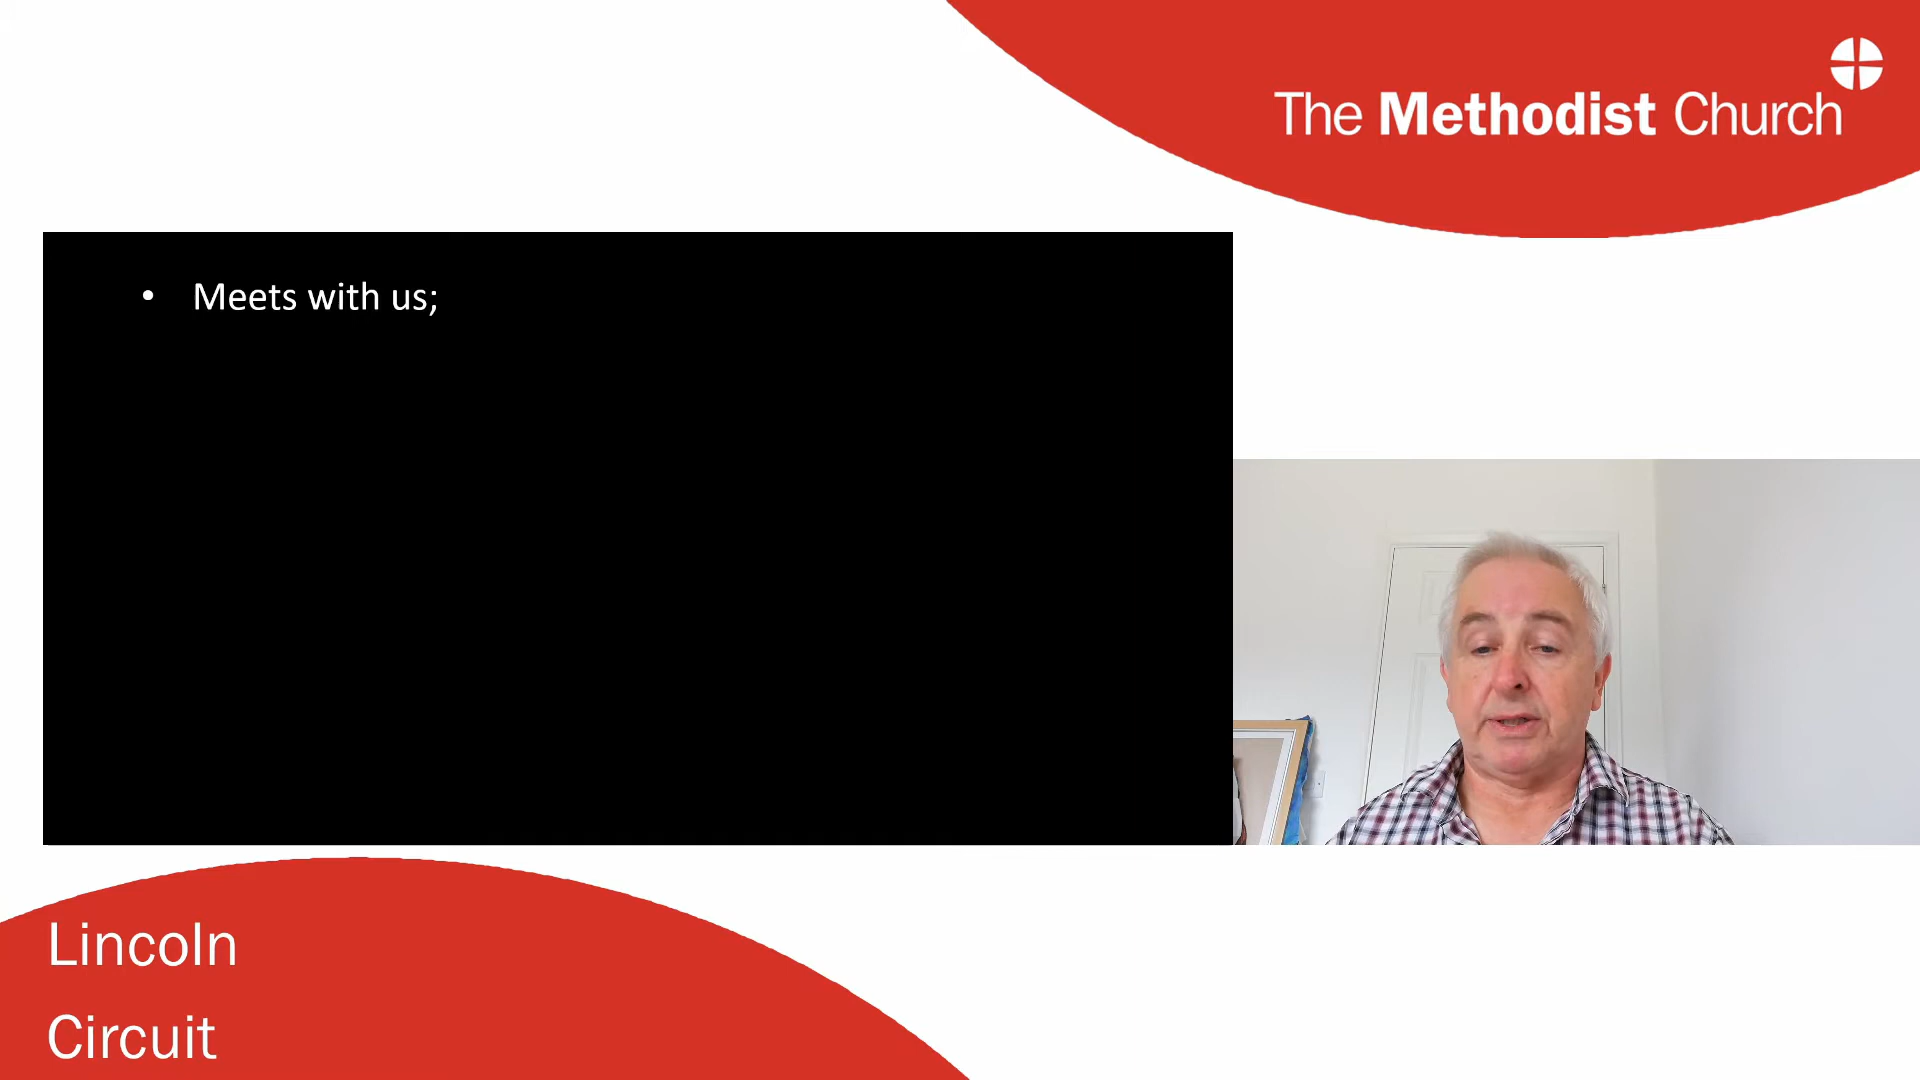 The Methodist Church
• Meets with us;
Lincoln
Circuit